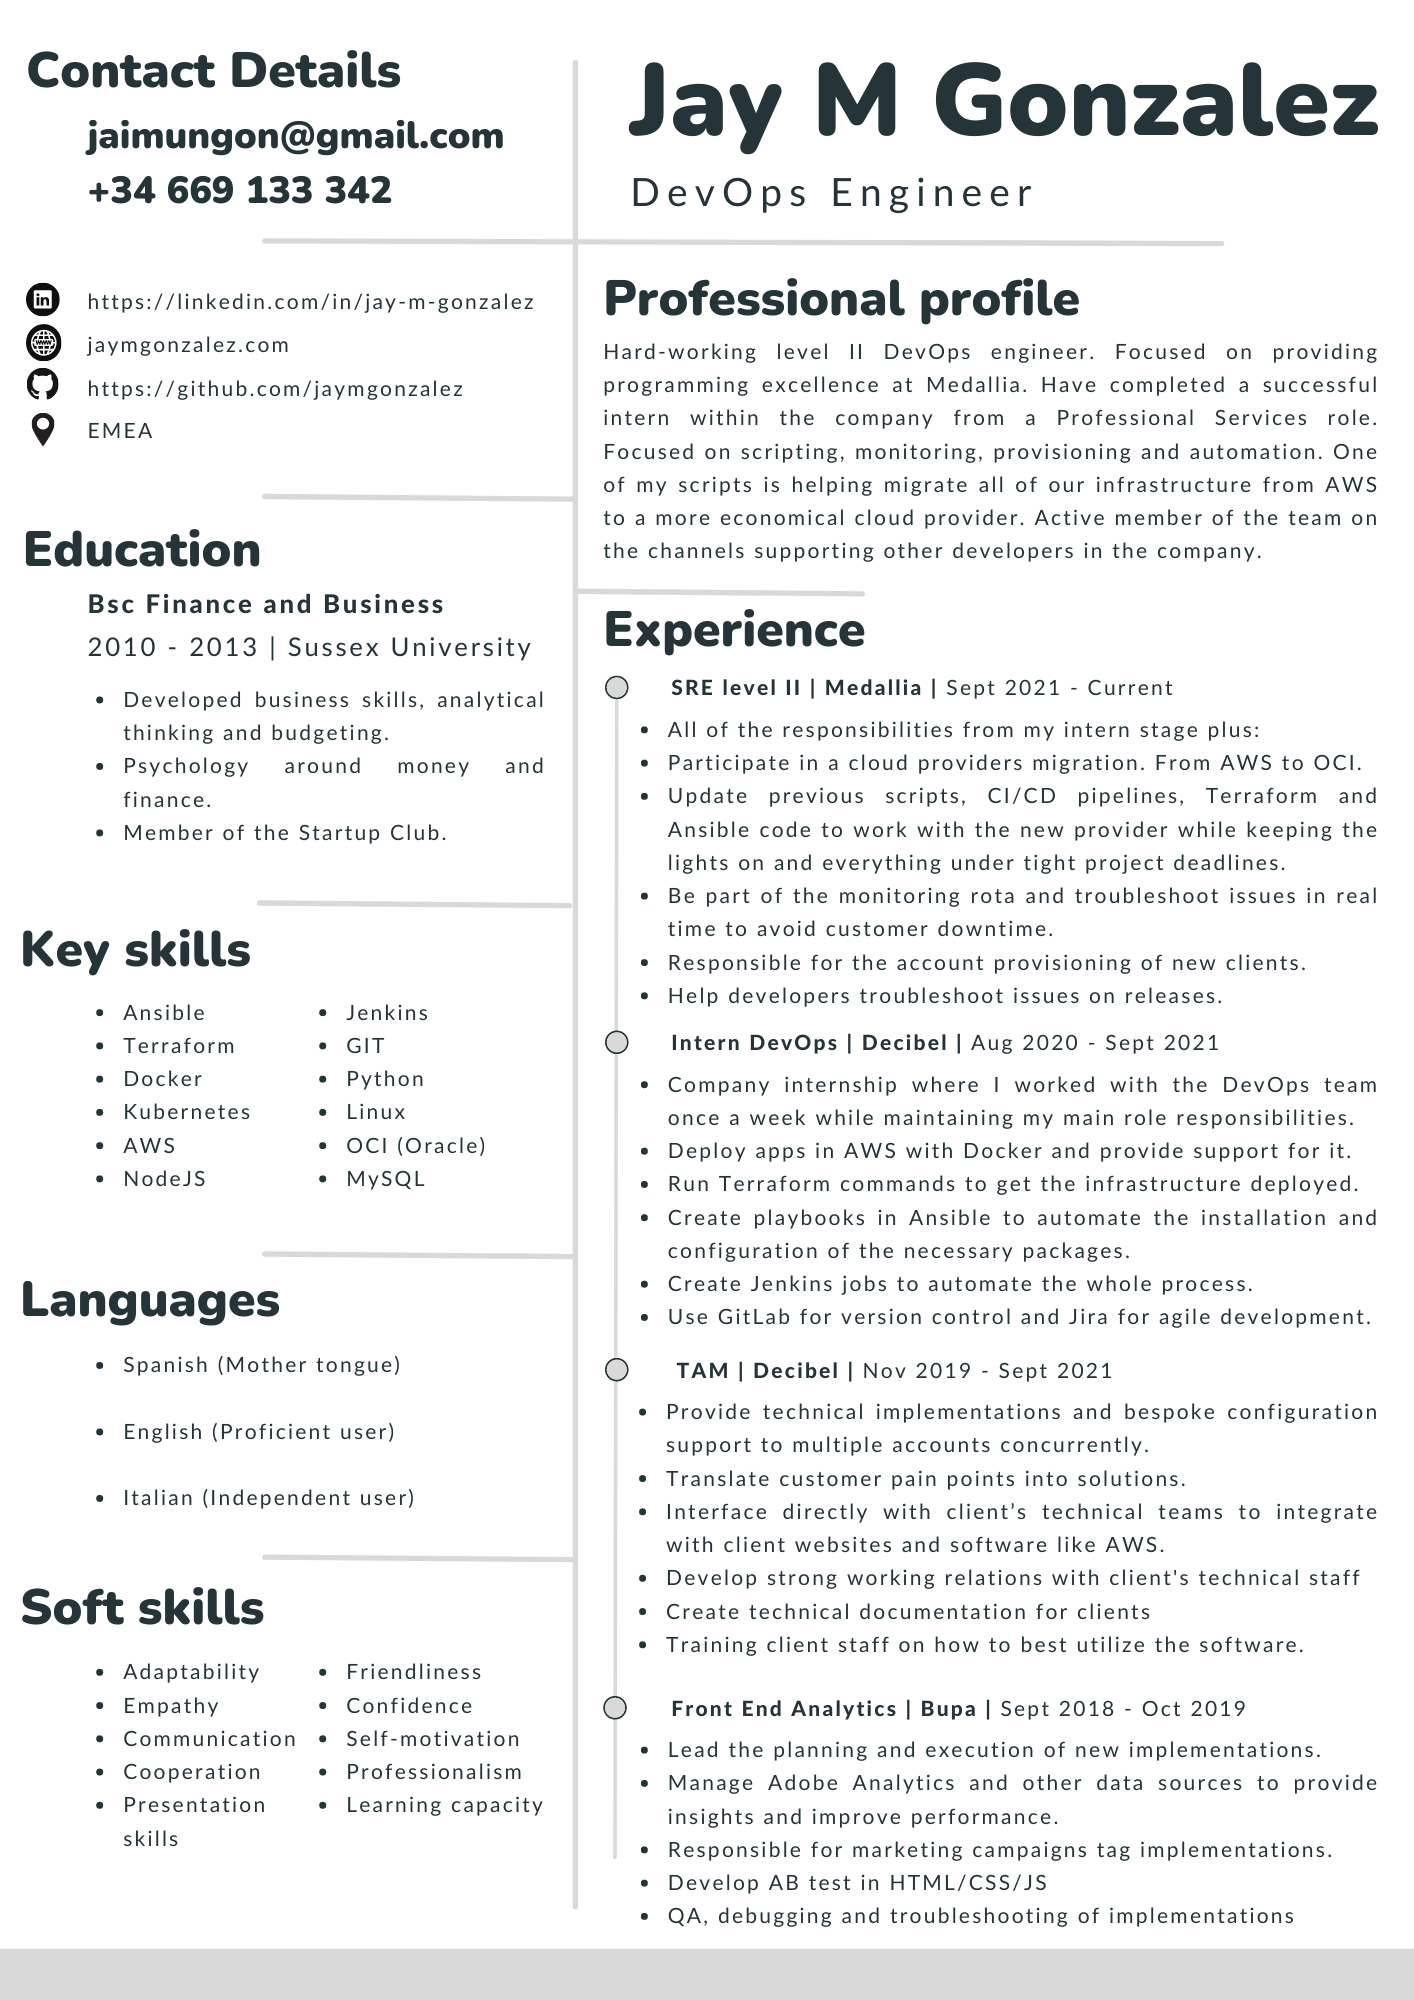 Contact Details
jaimungon@gmail.com
+34 669 133 342
https://linkedin.com/in/jay-m-gonzalez
jaymgonzalez.com
https://github.com/jaymgonzalez
EMEA
Education
Bsc Finance and Business
2010 - 2013 | Sussex University
• Developed business skills, analytical
thinking and budgeting.
• Psychology around money and
finance.
• Member of the Startup Club.
Key skills
• Ansible
• Terraform
• Docker
• Kubernetes
• AWS
• NodeJS
• Jenkins
• GIT
• Python
• Linux
• OCI (Oracle)
• MySQL
Languages
• Spanish (Mother tongue)
• English (Proficient user)
• Italian (Independent user)
Soft skills
• Adaptability
• Empathy
• Communication
• Cooperation
• Presentation
skills
• Friendliness
• Confidence
• Self-motivation
• Professionalism
• Learning capacity
Jay M Gonzalez
DevOps Engineer
Professional profile
Hard-working level II DevOps engineer. Focused on providing
programming excellence at Medallia. Have completed a successful
intern within the company from a Professional Services role.
Focused on scripting, monitoring, provisioning and automation. One
of my scripts is helping migrate all of our infrastructure from AWS
to a more economical cloud provider. Active member of the team on
the channels supporting other developers in the company.
Experience
SRE level II | Medallia | Sept 2021 - Current
• All of the responsibilities from my intern stage plus:
• Participate in a cloud providers migration. From AWS to OCI.
• Update previous scripts, CI/CD pipelines, Terraform and
Ansible code to work with the new provider while keeping the
lights on and everything under tight project deadlines.
• Be part of the monitoring rota and troubleshoot issues in real
time to avoid customer downtime.
• Responsible for the account provisioning of new clients.
• Help developers troubleshoot issues on releases.
Intern DevOps | Decibel | Aug 2020 - Sept 2021
• Company internship where I worked with the DevOps team
once a week while maintaining my main role responsibilities.
• Deploy apps in AWS with Docker and provide support for it.
• Run Terraform commands to get the infrastructure deployed.
• Create playbooks in Ansible to automate the installation and
configuration of the necessary packages.
• Create Jenkins jobs to automate the whole process.
• Use GitLab for version control and Jira for agile development.
TAM | Decibel | Nov 2019 - Sept 2021
• Provide technical implementations and bespoke configuration
support to multiple accounts concurrently.
• Translate customer pain points into solutions.
• Interface directly with client’s technical teams to integrate
with client websites and software like AWS.
• Develop strong working relations with client's technical staff
• Create technical documentation for clients
• Training client staff on how to best utilize the software.
Front End Analytics | Bupa | Sept 2018 - Oct 2019
• Lead the planning and execution of new implementations.
• Manage Adobe Analytics and other data sources to provide
insights and improve performance.
• Responsible for marketing campaigns tag implementations.
• Develop AB test in HTML/CSS/JS
• QA, debugging and troubleshooting of implementations